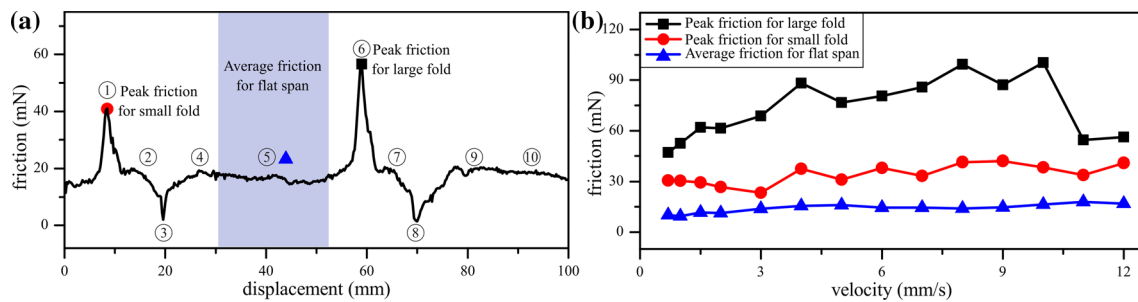 (a)
friction (mN)
60
40
20
0
① Peak friction
for small fold
②
③
④
Average friction
for flat span
⑤
⑥ Peak friction
for large fold
⑦
⑧
⑨
⑩
0 20 40 60 80 100
displacement (mm)
(b)
friction (mN)
120
90
60
30
0
Peak friction for large fold
Peak friction for small fold
Average friction for flat span
0 3 6 9 12
velocity (mm/s)